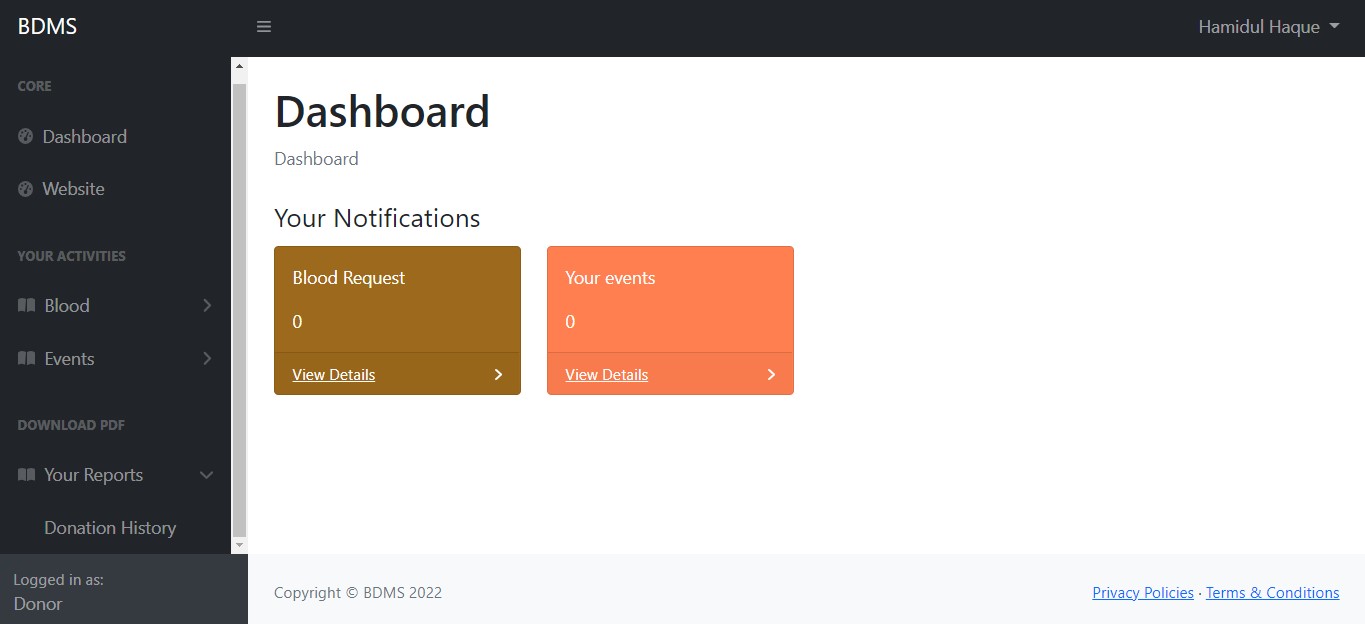 BDMS
Hamidul Haque
CORE
Dashboard
Website
YOUR ACTIVITIES
Blood
Events
DOWNLOAD PDF
Your Reports
Donation History
Logged in as:
Donor
Dashboard
Dashboard
Your Notifications
Blood Request
0
View Details
Your events
0
View Details
Copyright © BDMS 2022
Privacy Policies · Terms & Conditions